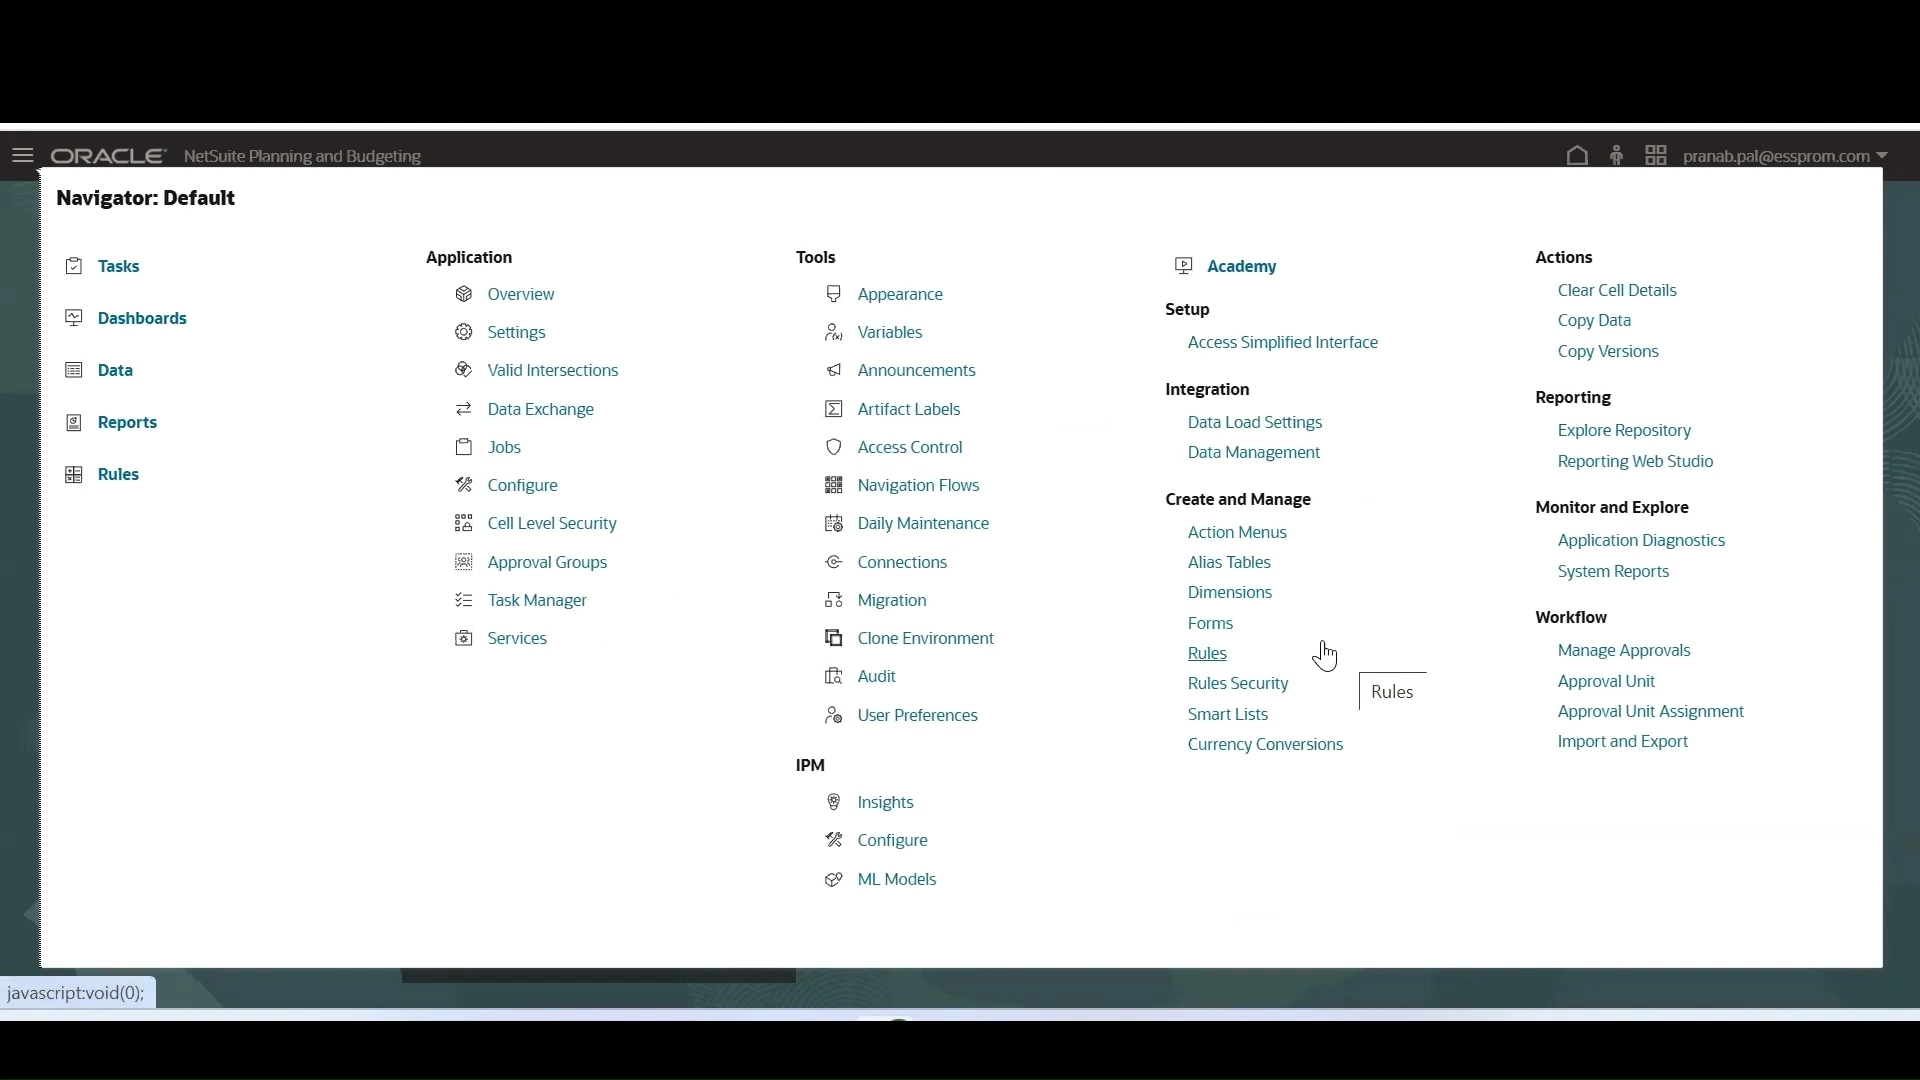 ORACLE NetSuite Planning and Budgeting
pranab.pal@essprom.com
Navigator: Default
Tasks
Dashboards
Data
Reports
Rules
Application
Overview
Settings
Valid Intersections
Data Exchange
Jobs
Configure
Cell Level Security
Approval Groups
Task Manager
Services
Tools
Appearance
Variables
Announcements
Artifact Labels
Access Control
Navigation Flows
Daily Maintenance
Connections
Migration
Clone Environment
Audit
User Preferences
IPM
Insights
Configure
ML Models
Academy
Setup
Access Simplified Interface
Integration
Data Load Settings
Data Management
Create and Manage
Action Menus
Alias Tables
Dimensions
Forms
Rules
Rules Security
Smart Lists
Currency Conversions
Rules
Actions
Clear Cell Details
Copy Data
Copy Versions
Reporting
Explore Repository
Reporting Web Studio
Monitor and Explore
Application Diagnostics
System Reports
Workflow
Manage Approvals
Approval Unit
Approval Unit Assignment
Import and Export
javascript:void(0);